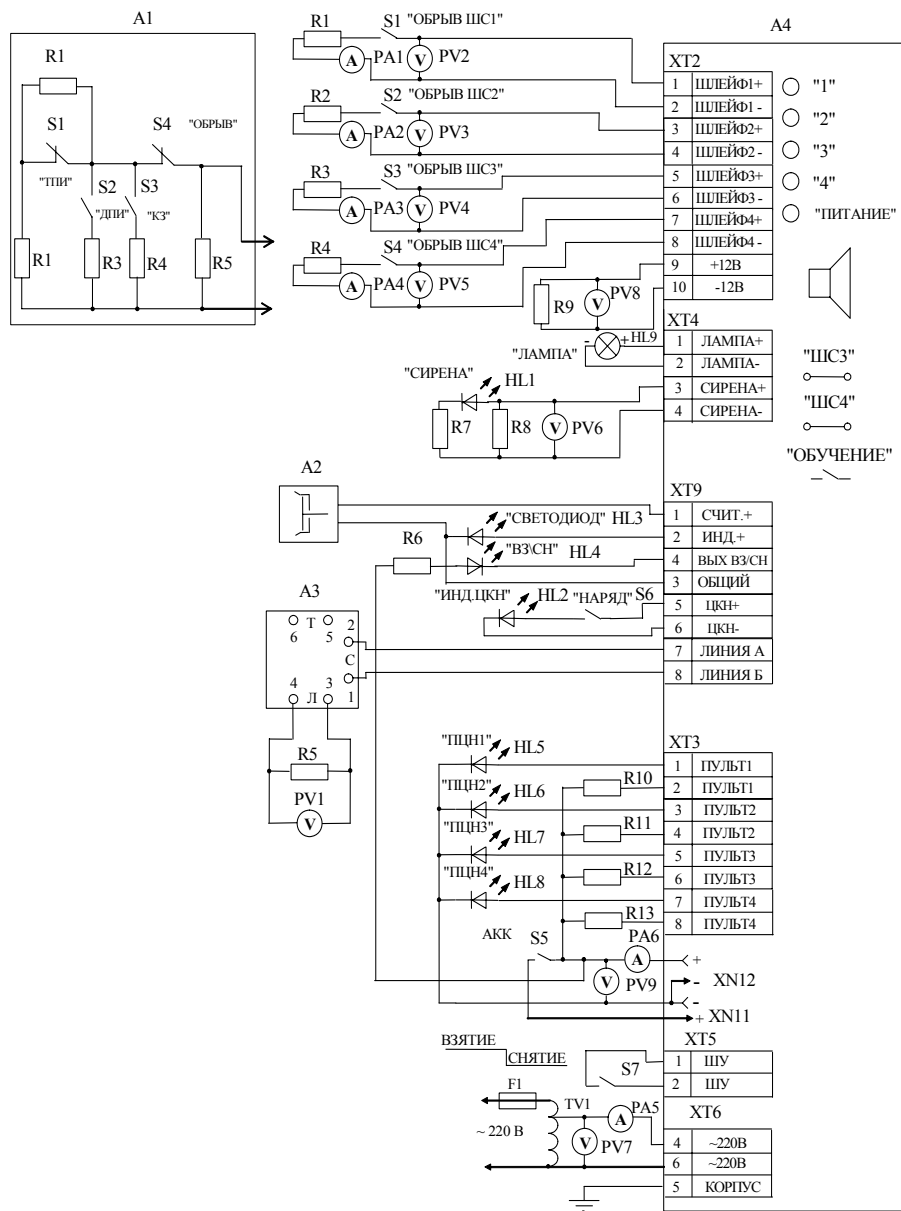 A1
R1
S1
S4
"ОБРЫВ"
"ТПИ"
S2
S3
"ДПИ"
"КЗ"
R1
R3
R4
R5
R1
S1 "ОБРЫВ ШС1"
A
PA1
V
PV2
R2
S2 "ОБРЫВ ШС2"
A
PA2
V
PV3
R3
S3 "ОБРЫВ ШС3"
A
PA3
V
PV4
R4
S4 "ОБРЫВ ШС4"
A
PA4
V
PV5
R9
V
PV8
A4
XT2
1 ШЛЕЙФ1+
2 ШЛЕЙФ1 -
3 ШЛЕЙФ2+
4 ШЛЕЙФ2 -
5 ШЛЕЙФ3+
6 ШЛЕЙФ3 -
7 ШЛЕЙФ4+
8 ШЛЕЙФ4 -
9 +12В
10 -12В
"1"
"2"
"3"
"4"
"ПИТАНИЕ"
XT4
1 ЛАМПА+
2 ЛАМПА-
3 СИРЕНА+
4 СИРЕНА-
- + HL9
"ЛАМПА"
"СИРЕНА"
HL1
R7
R8
V
PV6
"ШС3"
"ШС4"
"ОБУЧЕНИЕ"
A2
XT9
1 СЧИТ.+
2 ИНД.+
4 ВЫХ ВЗ/СН
3 ОБЩИЙ
5 ЦКН+
6 ЦКН-
7 ЛИНИЯ А
8 ЛИНИЯ Б
"СВЕТОДИОД" HL3
R6
"ВЗ\СН"
HL4
"ИНД.ЦКН"
HL2 "НАРЯД" S6
A3
Т 2
6 5
С
4 3
Л 1
R5
PV1
V
XT3
1 ПУЛЬТ1
2 ПУЛЬТ1
3 ПУЛЬТ2
4 ПУЛЬТ2
5 ПУЛЬТ3
6 ПУЛЬТ3
7 ПУЛЬТ4
8 ПУЛЬТ4
"ПЦН1"
HL5
R10
"ПЦН2"
HL6
R11
"ПЦН3"
HL7
R12
"ПЦН4"
HL8
R13
АКК
S5
PA6
A
+
V
PV9
- XN12
-
+ XN11
XT5
1 ШУ
2 ШУ
ВЗЯТИЕ
СНЯТИЕ
S7
F1
TV1
PA5
A
~ 220 В
V
PV7
XT6
4 ~220В
6 ~220В
5 КОРПУС